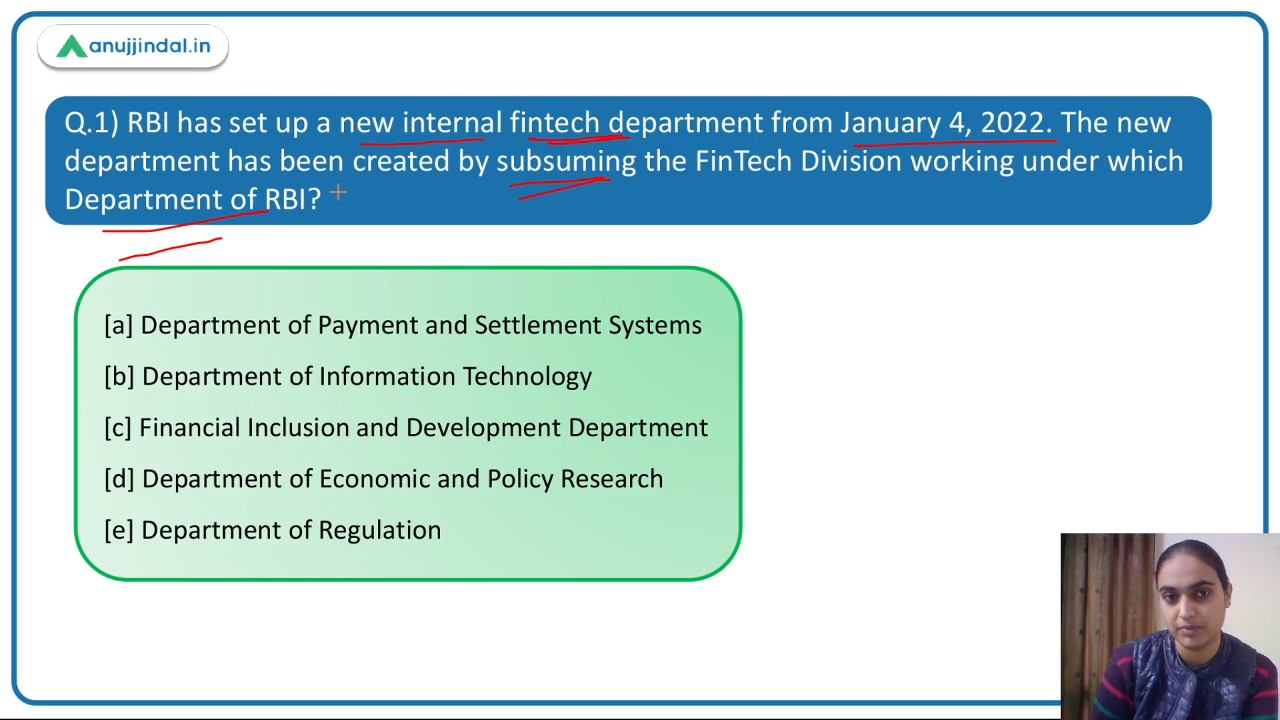 anujjindal.in
Q.1) RBI has set up a new internal fintech department from January 4, 2022. The new
department has been created by subsuming the FinTech Division working under which
Department of RBI?
[a] Department of Payment and Settlement Systems
[b] Department of Information Technology
[c] Financial Inclusion and Development Department
[d] Department of Economic and Policy Research
[e] Department of Regulation